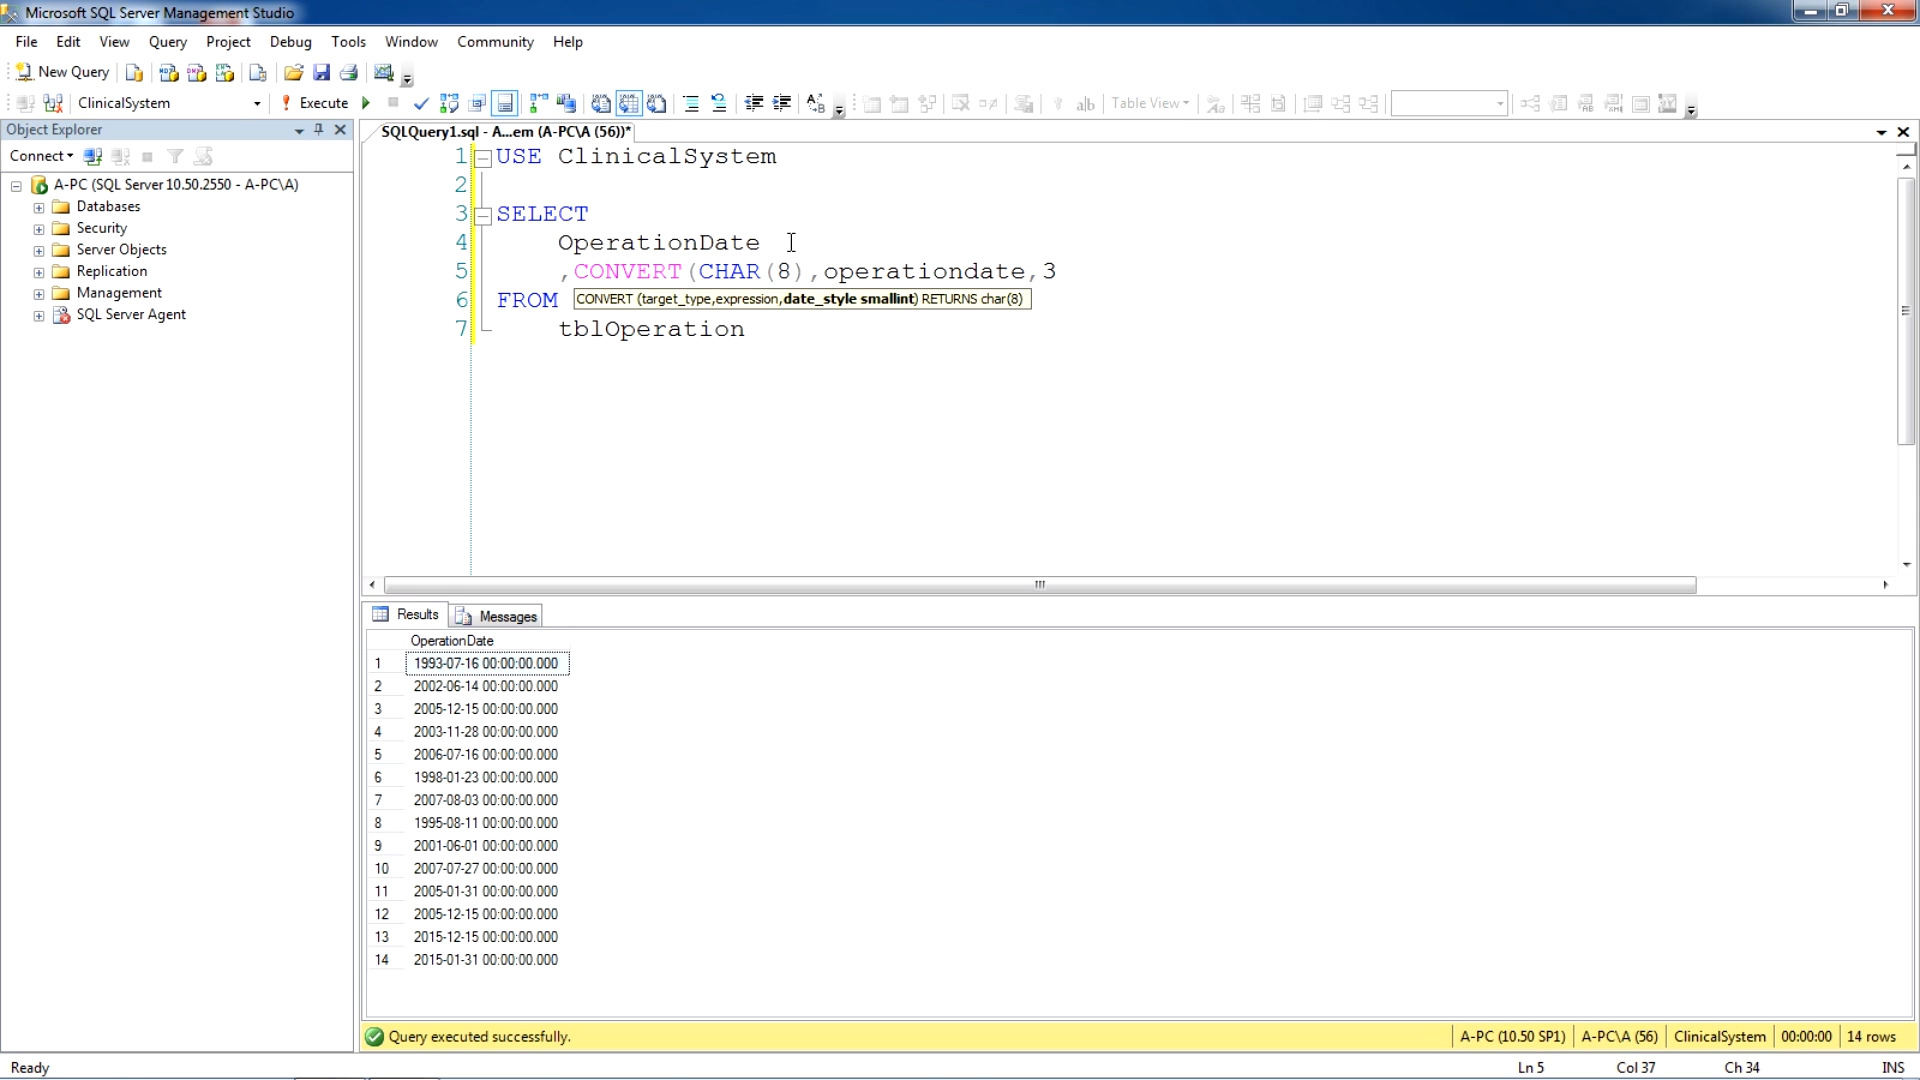 Microsoft SQL Server Management Studio
File Edit View Query Project Debug Tools Window Community Help
New Query
ClinicalSystem Execute Table View
Object Explorer
Connect
A-PC (SQL Server 10.50.2550 - A-PC\A)
Databases
Security
Server Objects
Replication
Management
SQL Server Agent
SQLQuery1.sql - A...em (A-PC\A (56))*
1 USE ClinicalSystem
2
3 SELECT
4 OperationDate
5 ,CONVERT(CHAR(8),operationdate,3
6 FROM CONVERT (target_type,expression,date_style smallint) RETURNS char(8)
7 tblOperation
Results Messages
OperationDate
1 1993-07-16 00:00:00.000
2 2002-06-14 00:00:00.000
3 2005-12-15 00:00:00.000
4 2003-11-28 00:00:00.000
5 2006-07-16 00:00:00.000
6 1998-01-23 00:00:00.000
7 2007-08-03 00:00:00.000
8 1995-08-11 00:00:00.000
9 2001-06-01 00:00:00.000
10 2007-07-27 00:00:00.000
11 2005-01-31 00:00:00.000
12 2005-12-15 00:00:00.000
13 2015-12-15 00:00:00.000
14 2015-01-31 00:00:00.000
Query executed successfully. A-PC (10.50 SP1) A-PC\A (56) ClinicalSystem 00:00:00 14 rows
Ready Ln 5 Col 37 Ch 34 INS